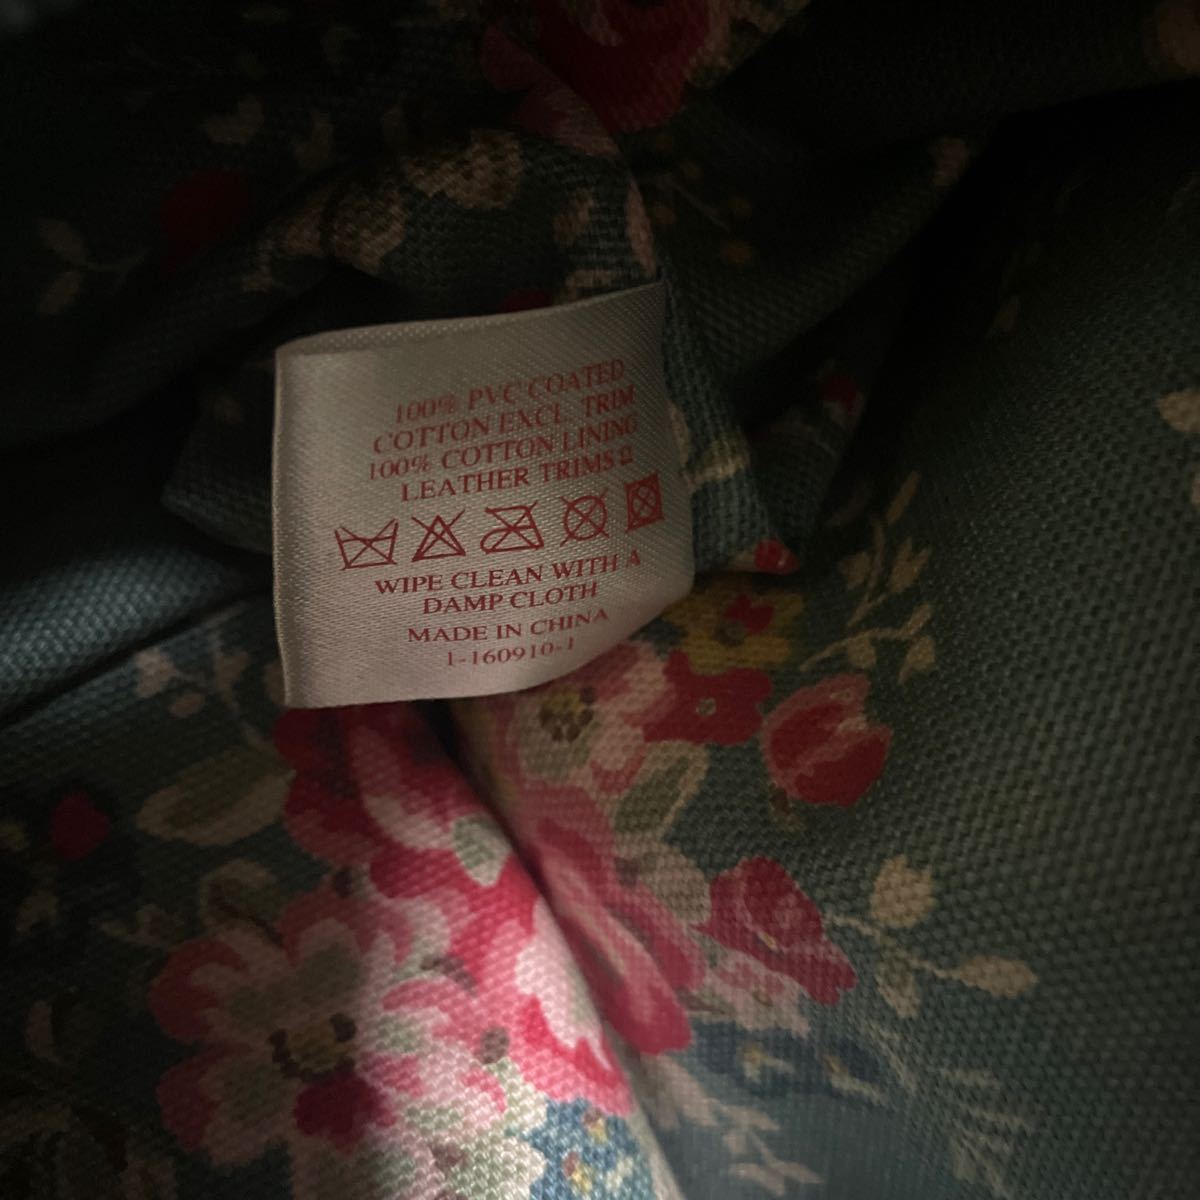 100% PVC COATED
COTTON EXCL. TRIM
100% COTTON LINING
LEATHER TRIMS
WIPE CLEAN WITH A
DAMP CLOTH
MADE IN CHINA
1-160910-1